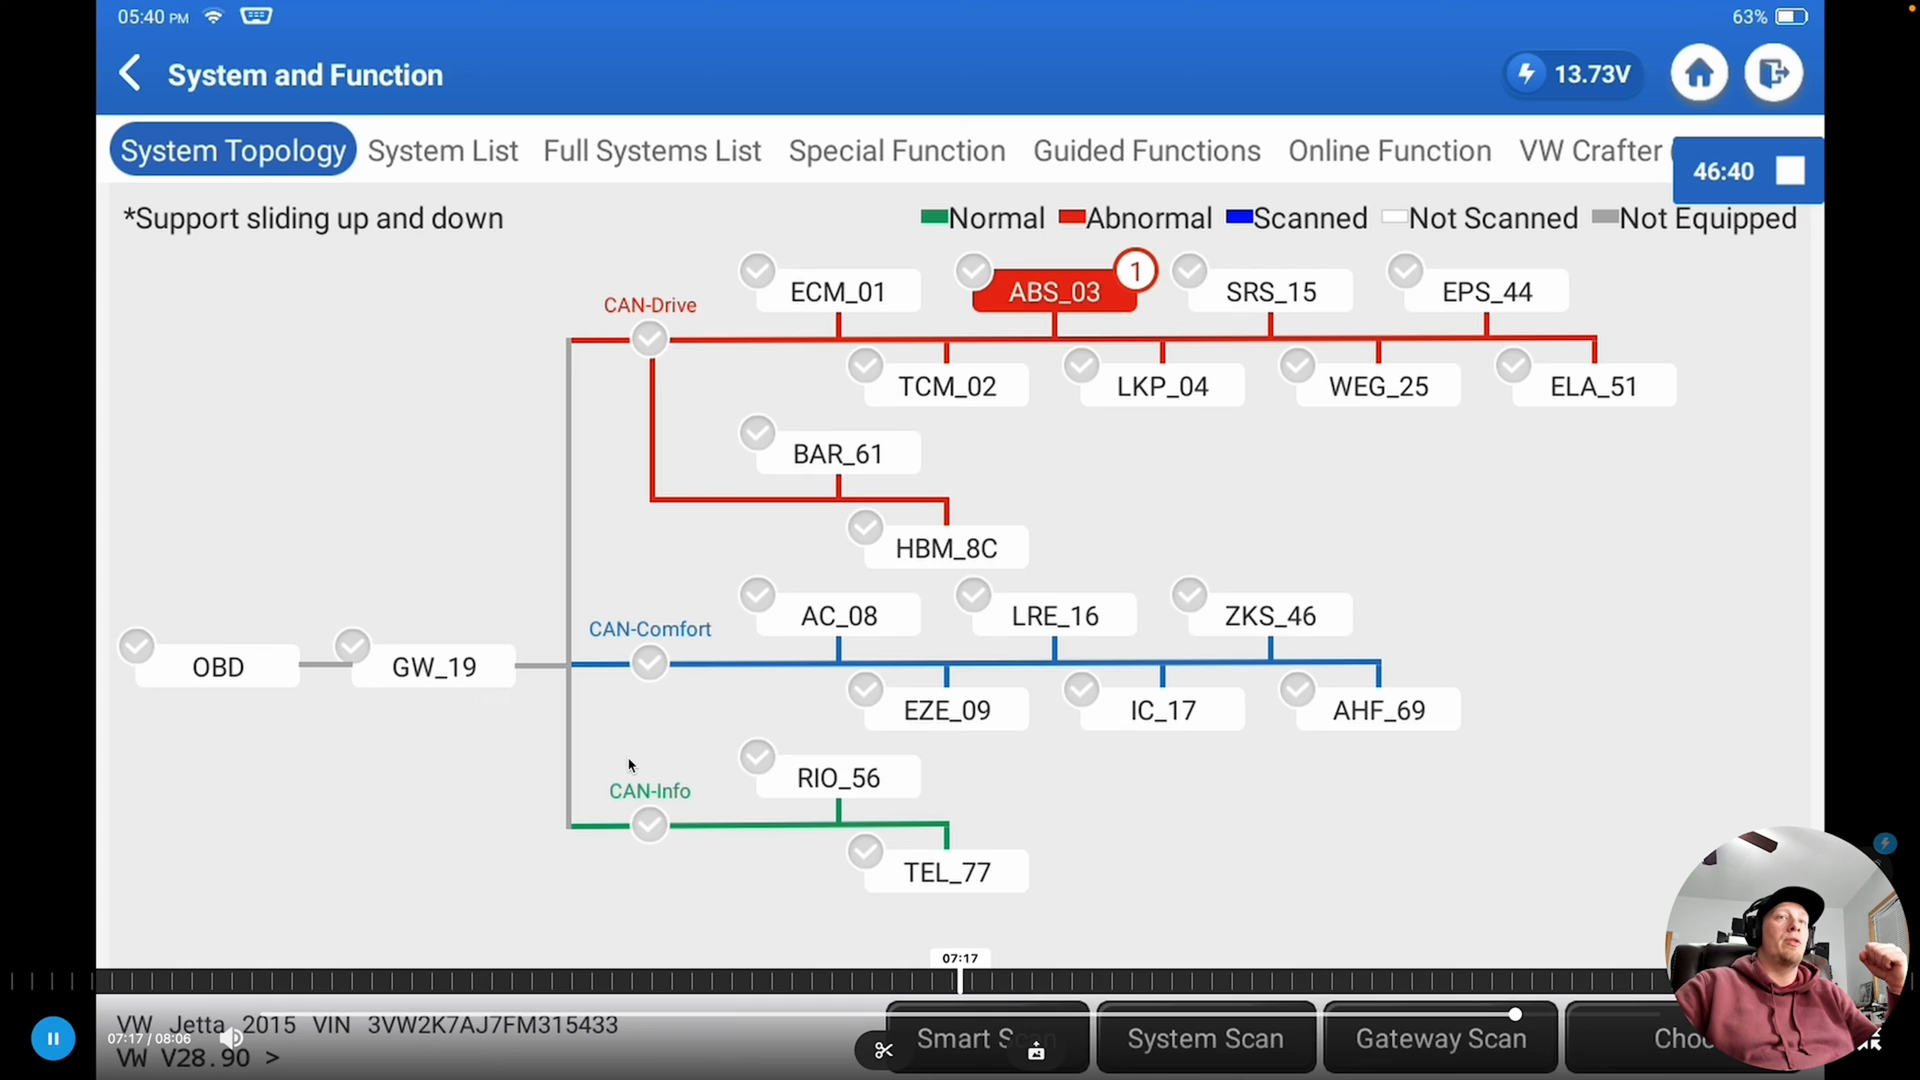 05:40 PM
63%
System and Function
13.73V
System Topology System List Full Systems List Special Function Guided Functions Online Function VW Crafter
46:40
*Support sliding up and down
Normal Abnormal Scanned Not Scanned Not Equipped
1
ECM_01 ABS_03 SRS_15 EPS_44
CAN-Drive
TCM_02 LKP_04 WEG_25 ELA_51
BAR_61
HBM_8C
AC_08 LRE_16 ZKS_46
CAN-Comfort
OBD GW_19
EZE_09 IC_17 AHF_69
RIO_56
CAN-Info
TEL_77
07:17
VW Jetta 2015 VIN 3VW2K7AJ7FM315433
07:17 / 08:06
VW V28.90 >
Smart System Scan Gateway Scan